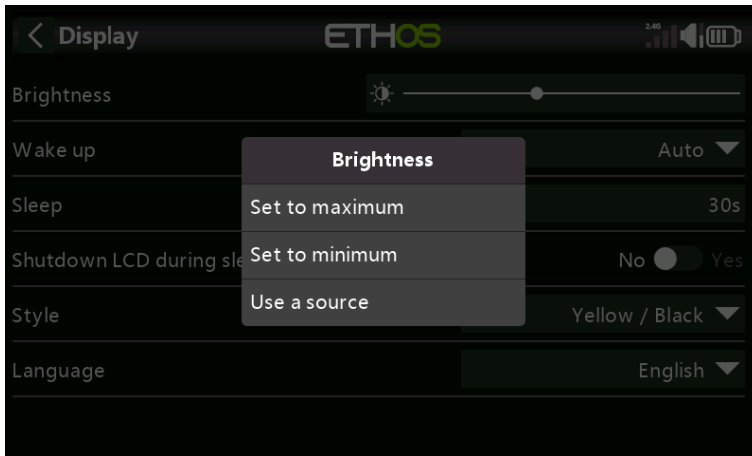 Display
ETHOS
2.4G
Brightness
Wake up
Auto
Brightness
Sleep
30s
Set to maximum
Shutdown LCD during sle
Set to minimum
No
Yes
Use a source
Style
Yellow / Black
Language
English